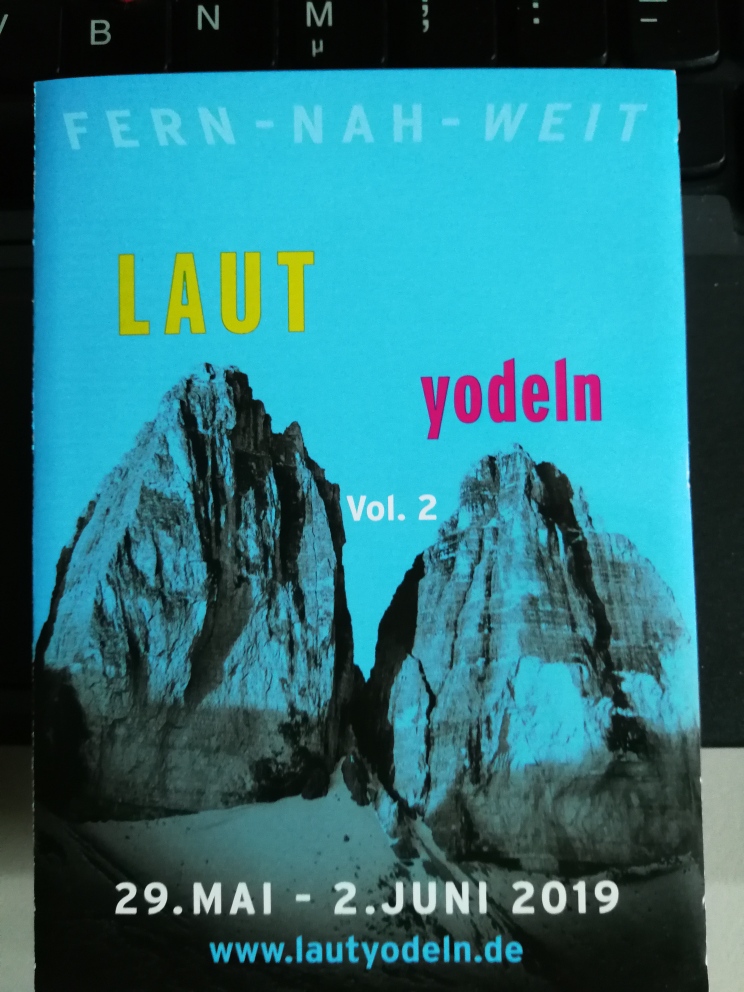 B N M
µ
FERN-NAH-WEIT
LAUT
yodeln
Vol. 2
29.MAI - 2.JUNI 2019
www.lautyodeln.de